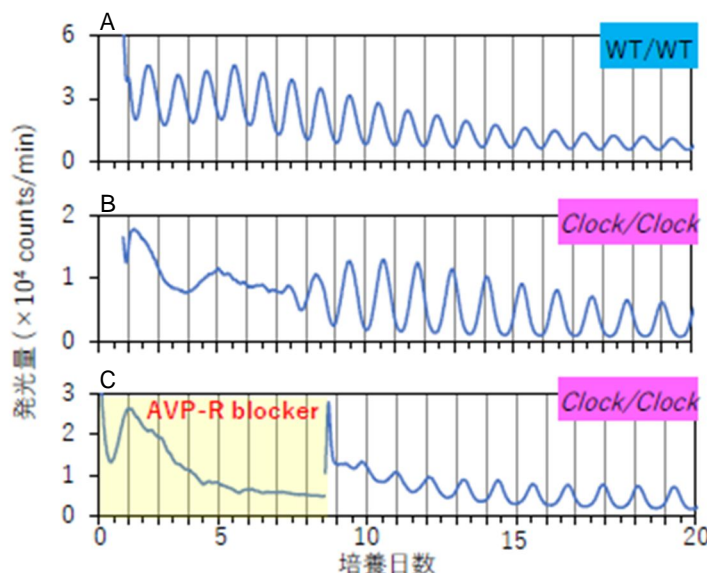 A
6
3
0
WT/WT
B
2
1
0
Clock/Clock
C
3
2
1
0
AVP-R blocker
Clock/Clock
0
5
10
15
20
発光量 (×10⁴ counts/min)
培養日数